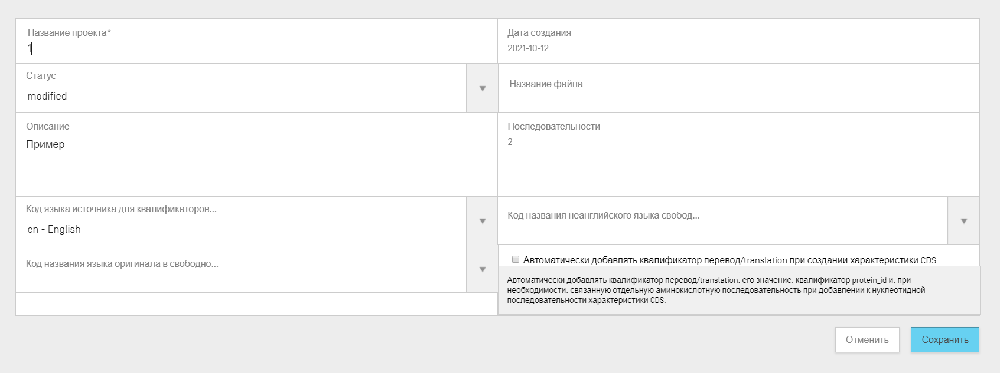 Название проекта*
1
Дата создания
2021-10-12
Статус
modified
Название файла
Описание
Пример
Последовательности
2
Код языка источника для квалификаторов...
en - English
Код названия неанглийского языка свобод...
Код названия языка оригинала в свободно...
Автоматически добавлять квалификатор перевод/translation при создании характеристики CDS
Автоматически добавлять квалификатор перевод/translation, его значение, квалификатор protein_id и, при
необходимости, связанную отдельную аминокислотную последовательность при добавлении к нуклеотидной
последовательности характеристики CDS.
Отменить
Сохранить